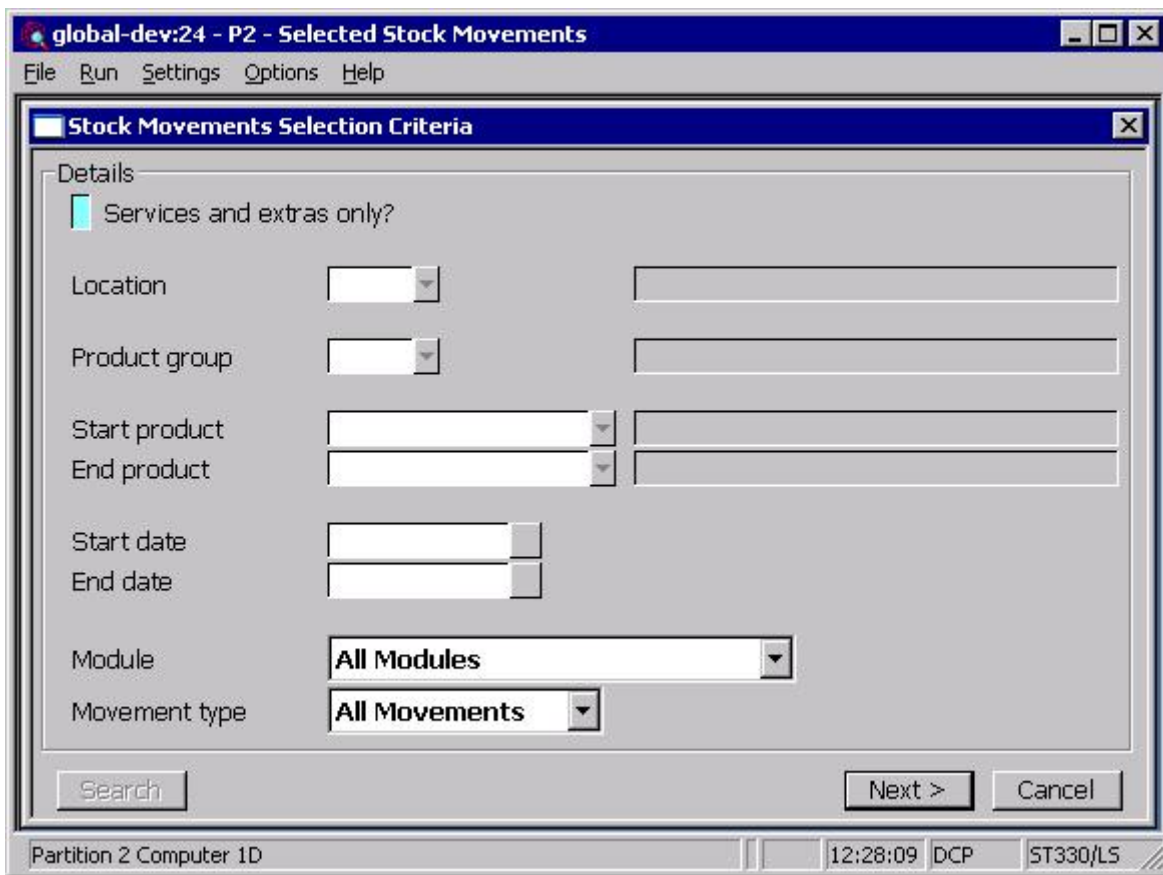 global-dev:24 - P2 - Selected Stock Movements
File Run Settings Options Help
Stock Movements Selection Criteria
Details
Services and extras only?
Location
Product group
Start product
End product
Start date
End date
Module All Modules
Movement type All Movements
Search Next > Cancel
Partition 2 Computer 1D 12:28:09 DCP ST330/LS